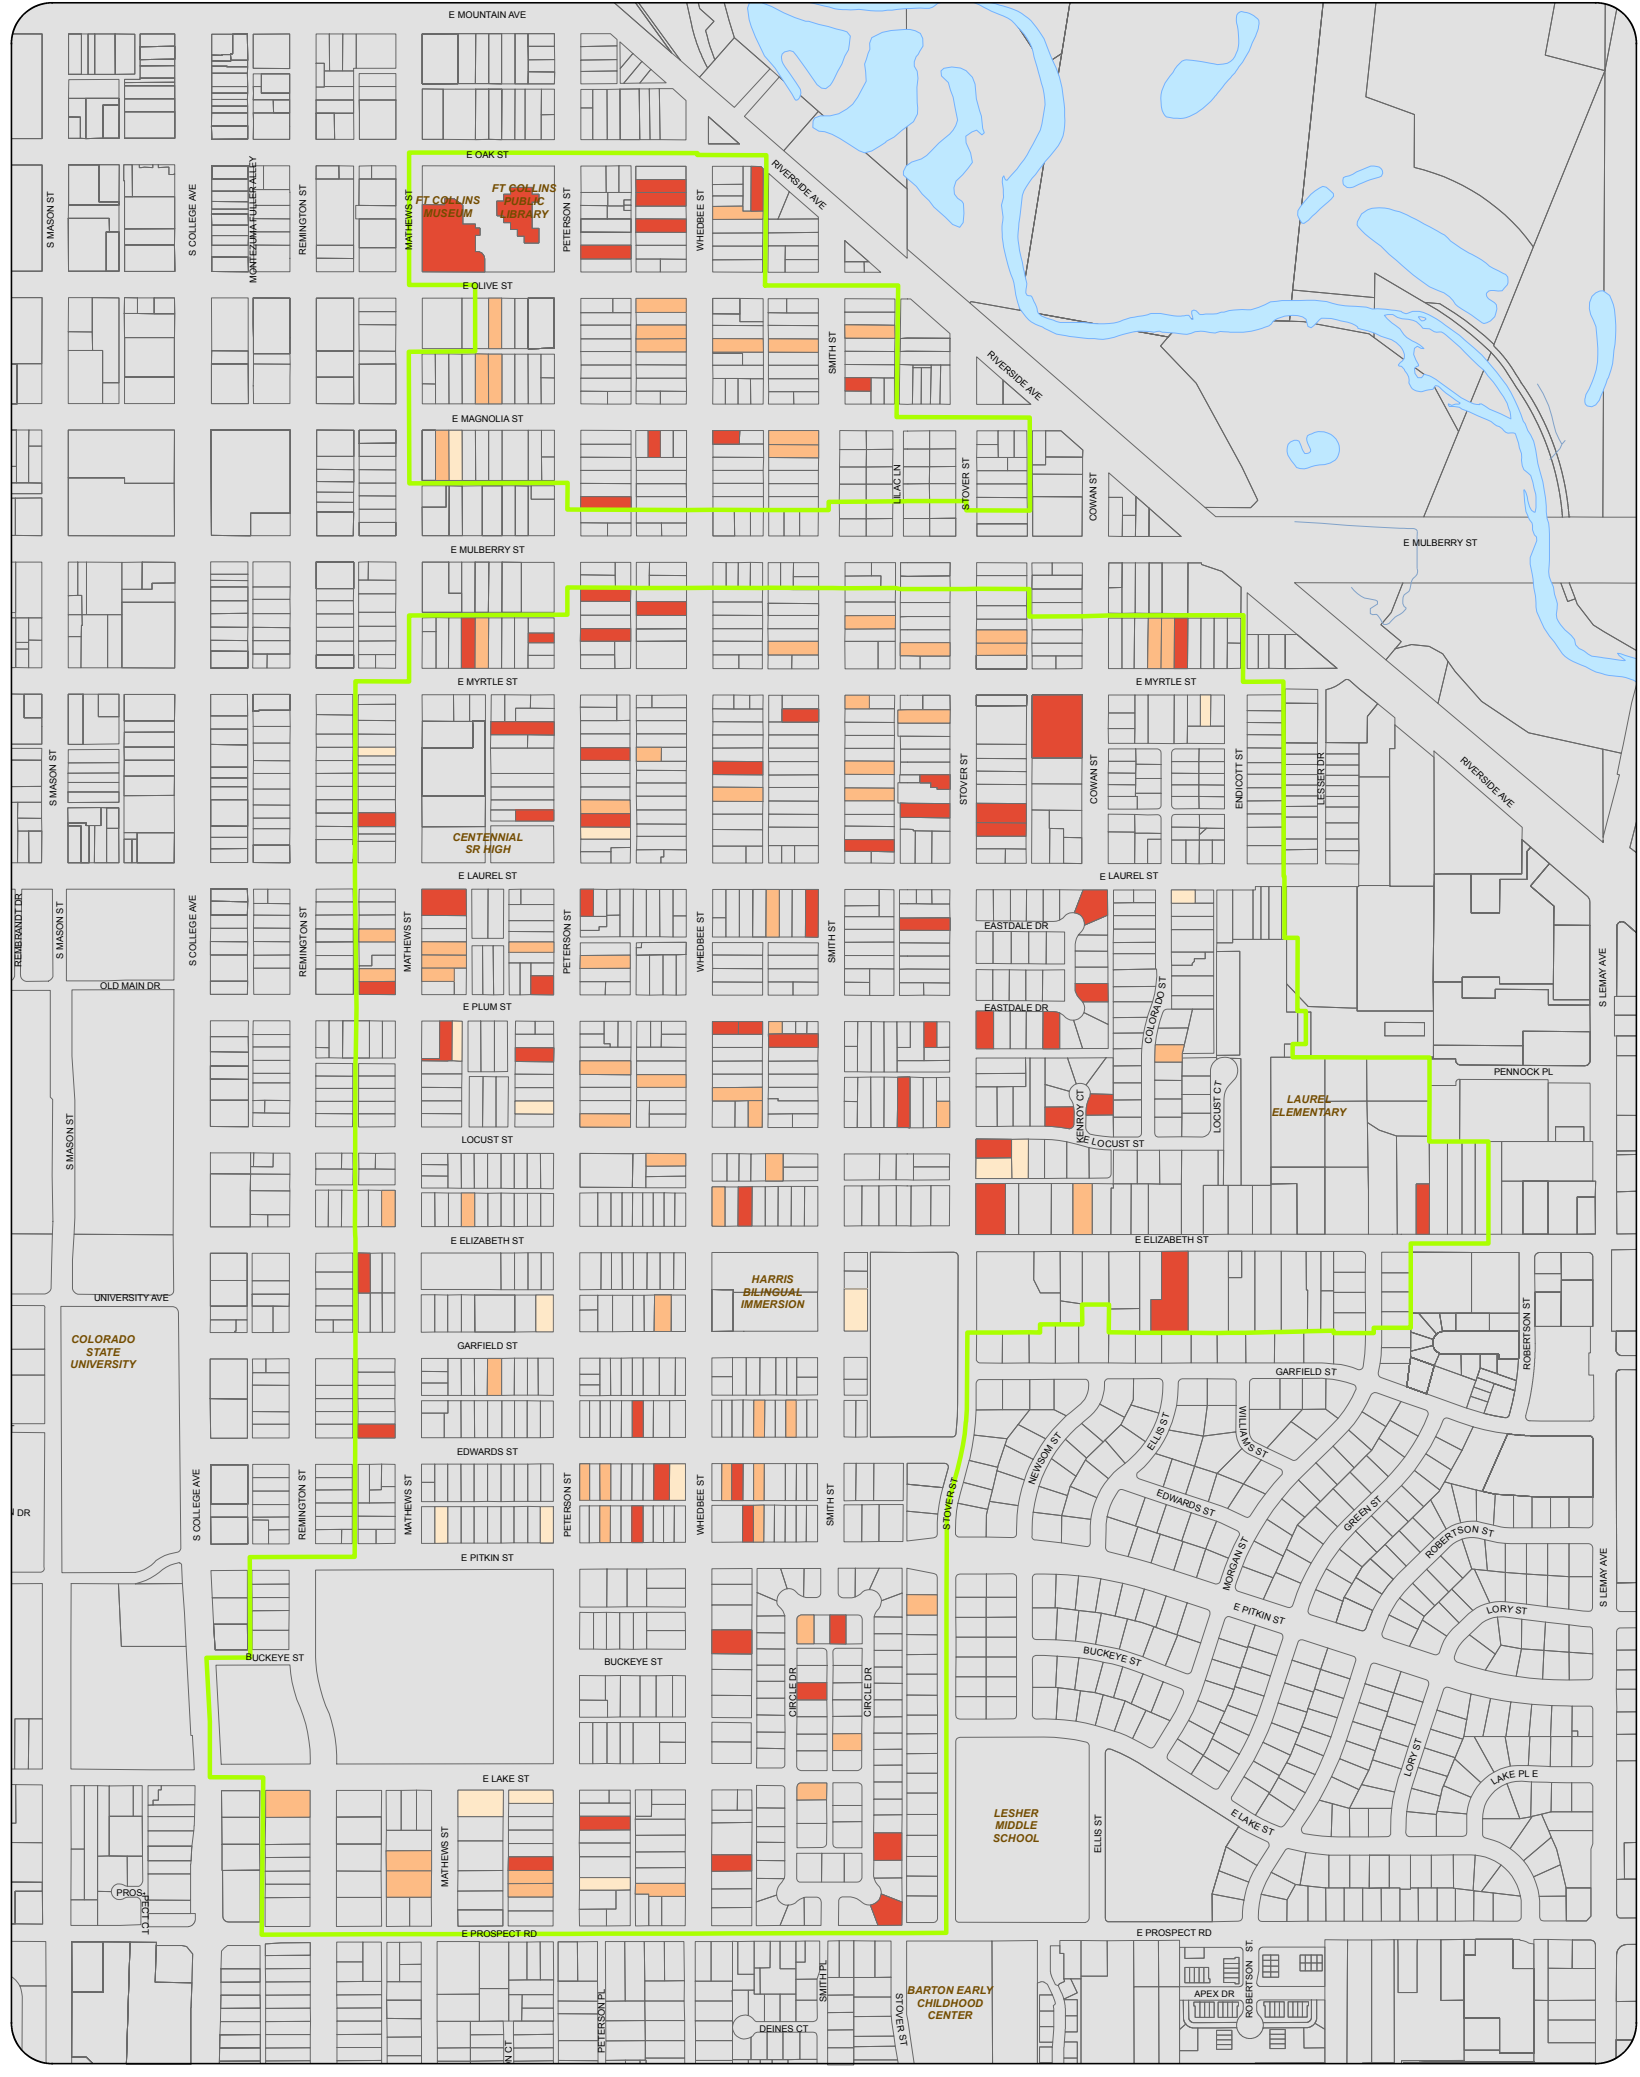 E MOUNTAIN AVE
E OAK ST
RIVERSIDE AVE
S MASON ST
S COLLEGE AVE
MONTEZUMA FULLER ALLEY
REMINGTON ST
MATHEWS ST
FT COLLINS
MUSEUM
FT COLLINS
PUBLIC
LIBRARY
PETERSON ST
WHEDBEE ST
E OLIVE ST
SMITH ST
RIVERSIDE AVE
E MAGNOLIA ST
LILAC LN
STOVER ST
COWAN ST
E MULBERRY ST
E MULBERRY ST
E MYRTLE ST
E MYRTLE ST
S MASON ST
STOVER ST
COWAN ST
ENDICOTT ST
LESSER DR
RIVERSIDE AVE
CENTENNIAL
SR HIGH
E LAUREL ST
E LAUREL ST
REMBRANDT DR
S MASON ST
S COLLEGE AVE
REMINGTON ST
MATHEWS ST
PETERSON ST
WHEDBEE ST
SMITH ST
EASTDALE DR
S LEMAY AVE
OLD MAIN DR
E PLUM ST
EASTDALE DR
COLORADO ST
PENNOCK PL
LAUREL
ELEMENTARY
KENROY CT
LOCUST CT
S MASON ST
LOCUST ST
E LOCUST ST
E ELIZABETH ST
E ELIZABETH ST
HARRIS
BILINGUAL
IMMERSION
UNIVERSITY AVE
COLORADO
STATE
UNIVERSITY
GARFIELD ST
GARFIELD ST
ROBERTSON ST
EDWARDS ST
NEWSOM ST
ELLIS ST
WILLIAMS ST
S COLLEGE AVE
REMINGTON ST
MATHEWS ST
PETERSON ST
WHEDBEE ST
SMITH ST
STOVER ST
EDWARDS ST
GREEN ST
ROBERTSON ST
DR
E PITKIN ST
MORGAN ST
S LEMAY AVE
E PITKIN ST
LORY ST
BUCKEYE ST
BUCKEYE ST
BUCKEYE ST
CIRCLE DR
CIRCLE DR
LORY ST
E LAKE ST
LAKE PL E
MATHEWS ST
LESHER
MIDDLE
SCHOOL
ELLIS ST
E LAKE ST
PROSPECT CT
E PROSPECT RD
E PROSPECT RD
PETERSON PL
SMITH PL
DEINES CT
STOVER ST
BARTON EARLY
CHILDHOOD
CENTER
APEX DR
ROBERTSON ST
N CT